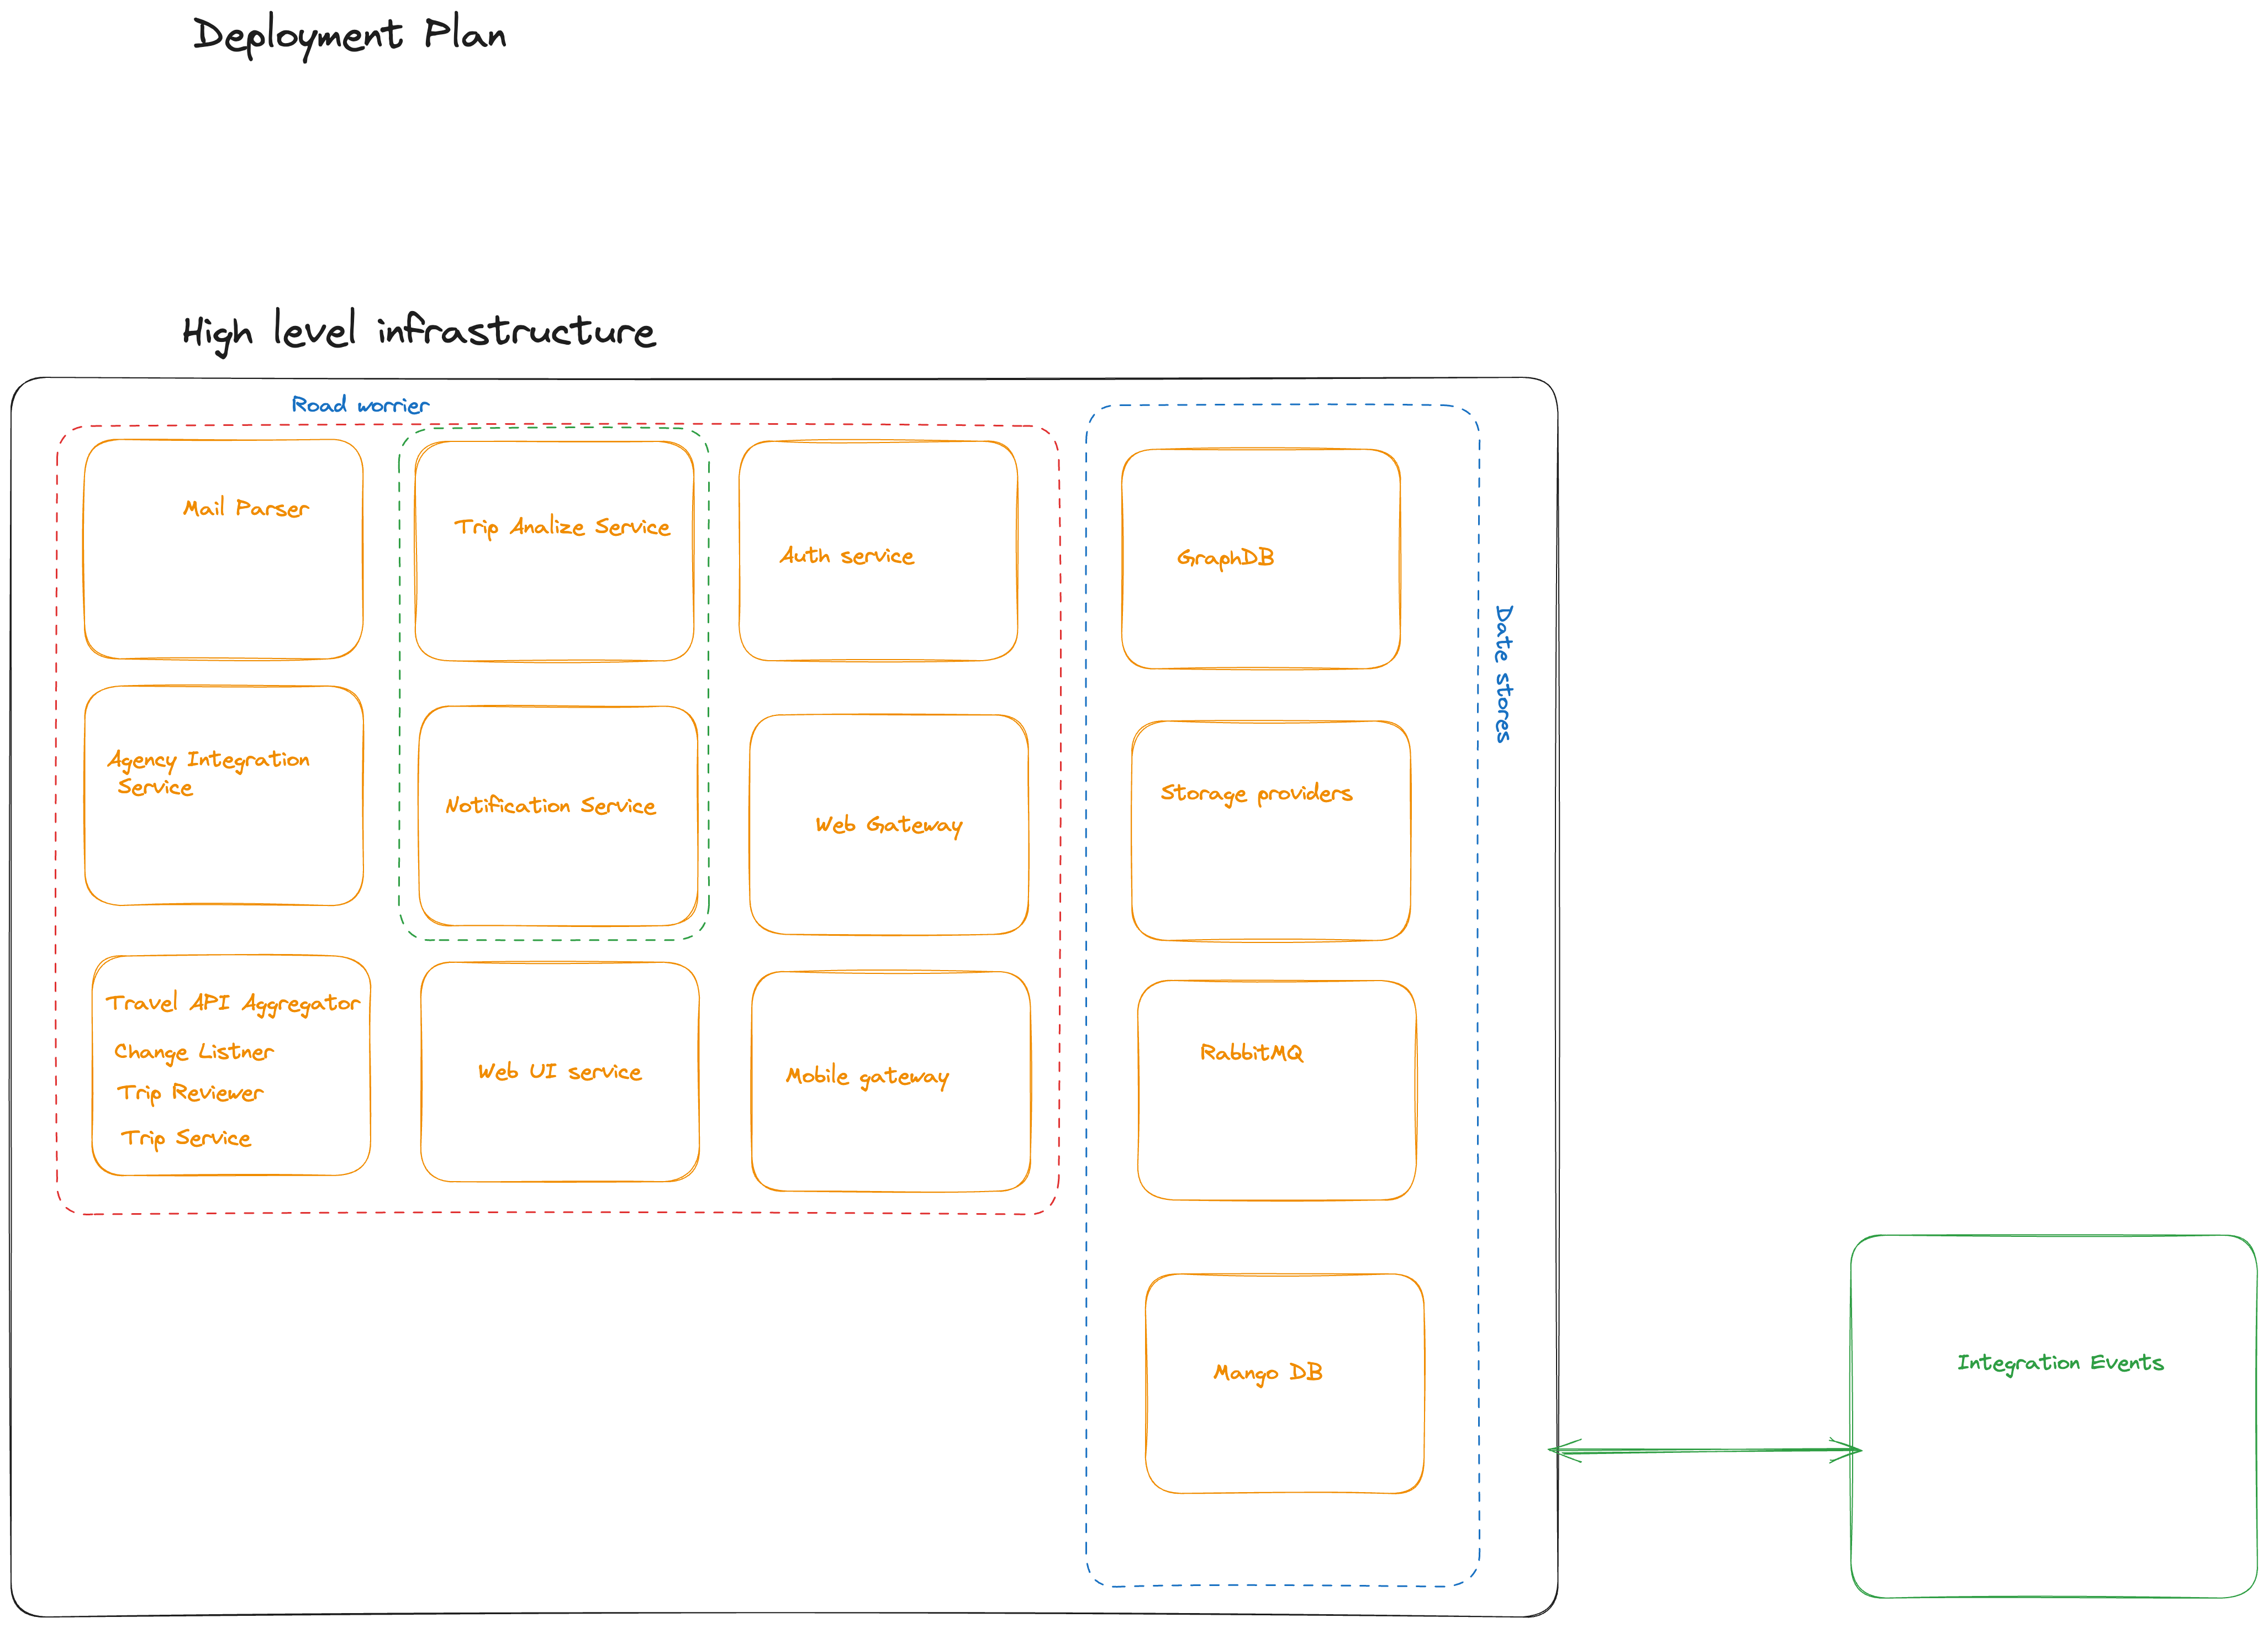 Deployment Plan
High level infrastructure
Road worrier
Mail Parser
Trip Analize Service
Auth service
GraphDB
Date stores
Agency Integration
Service
Notification Service
Web Gateway
Storage providers
Travel API Aggregator
Change Listner
Trip Reviewer
Trip Service
Web UI service
Mobile gateway
RabbitMQ
Mango DB
Integration Events